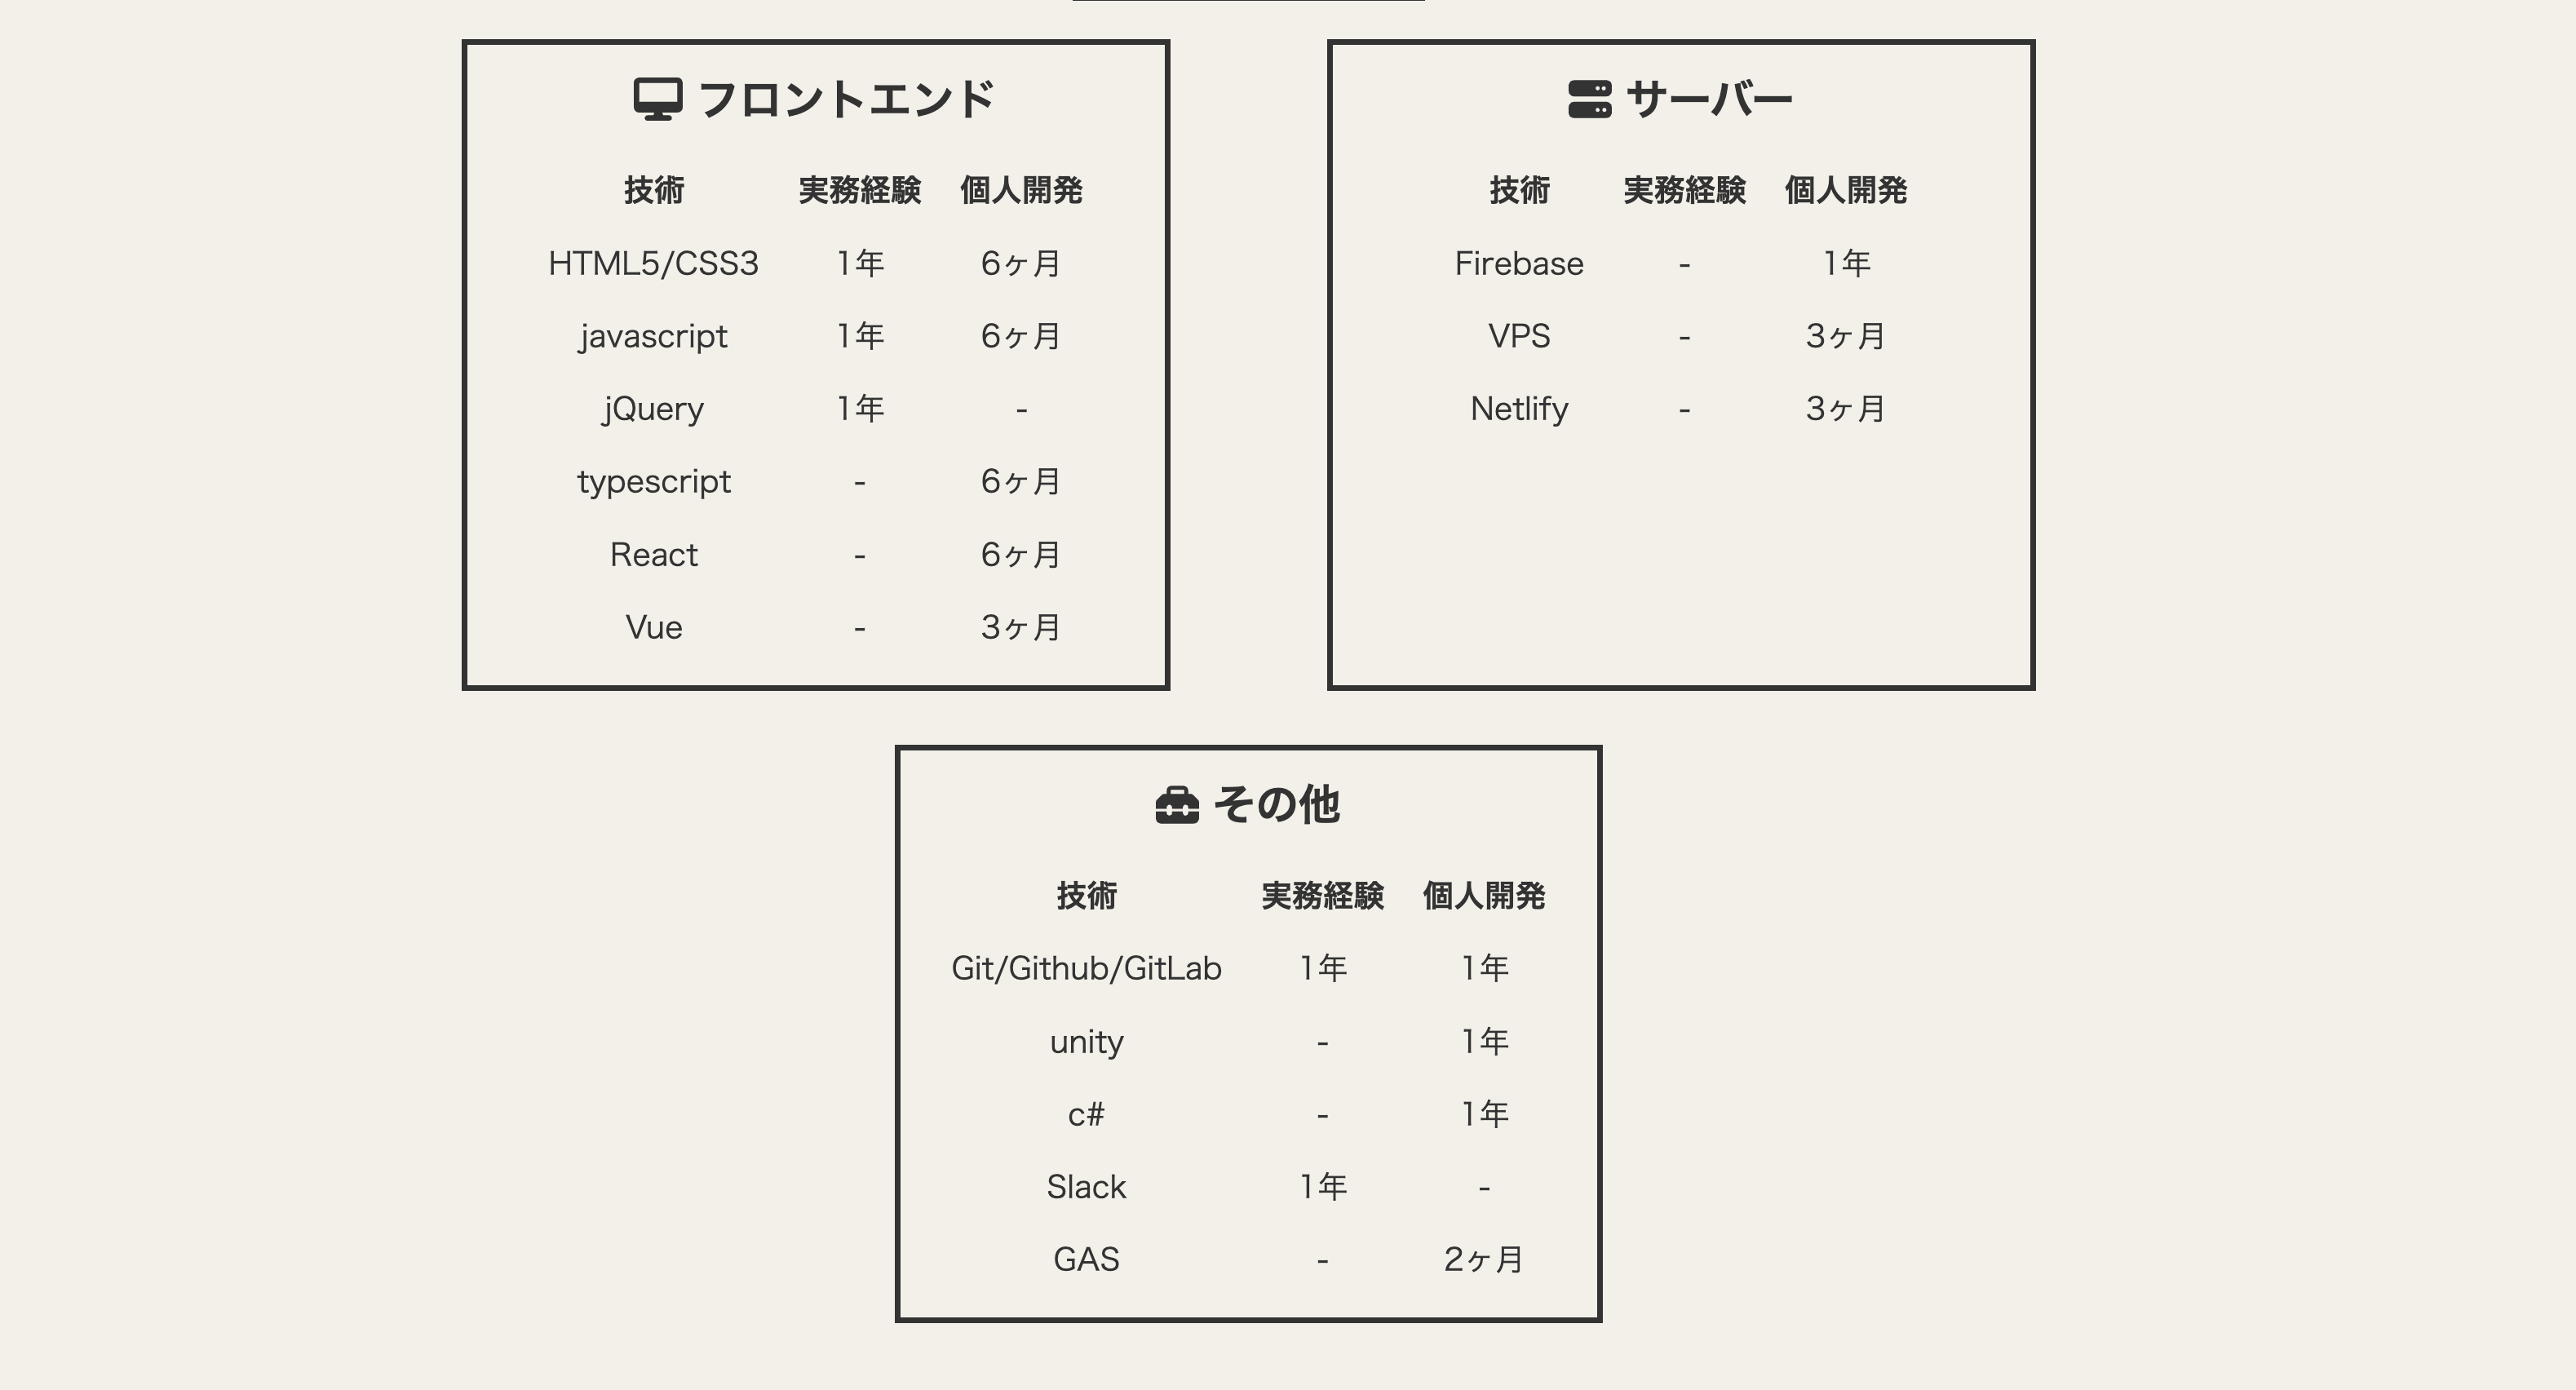 フロントエンド
技術 実務経験 個人開発
HTML5/CSS3 1年 6ヶ月
javascript 1年 6ヶ月
jQuery 1年 -
typescript - 6ヶ月
React - 6ヶ月
Vue - 3ヶ月
サーバー
技術 実務経験 個人開発
Firebase - 1年
VPS - 3ヶ月
Netlify - 3ヶ月
その他
技術 実務経験 個人開発
Git/Github/GitLab 1年 1年
unity - 1年
c# - 1年
Slack 1年 -
GAS - 2ヶ月